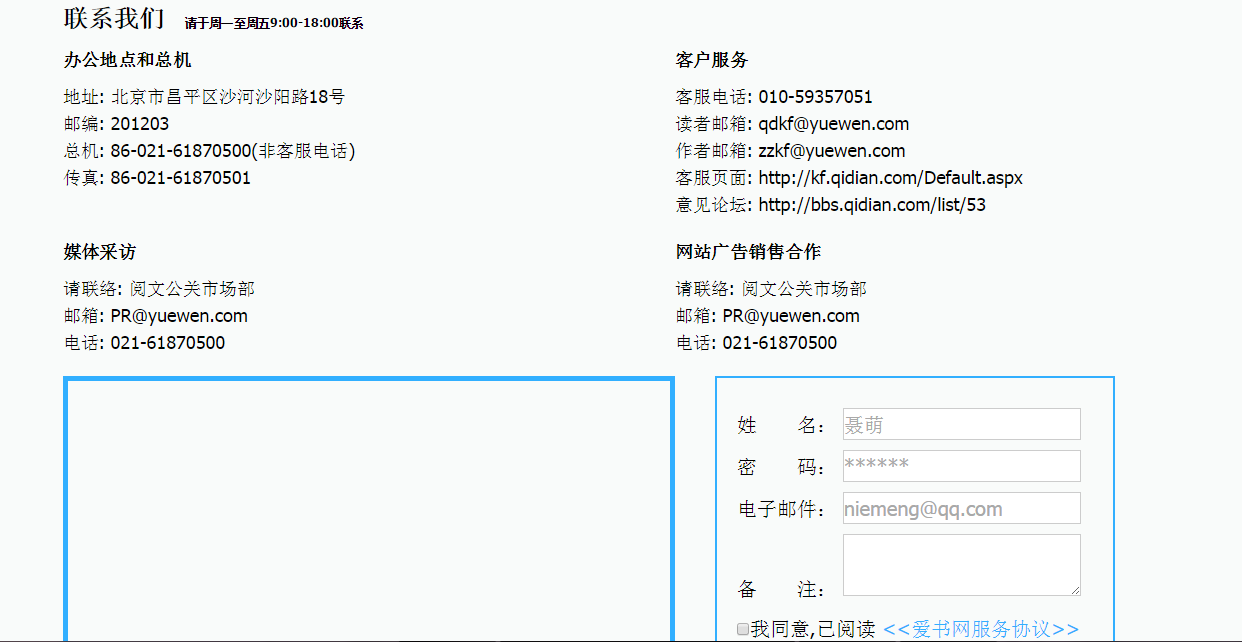 联系我们 请于周一至周五9:00-18:00联系
办公地点和总机
地址: 北京市昌平区沙河沙阳路18号
邮编: 201203
总机: 86-021-61870500(非客服电话)
传真: 86-021-61870501
客户服务
客服电话: 010-59357051
读者邮箱: qdkf@yuewen.com
作者邮箱: zzkf@yuewen.com
客服页面: http://kf.qidian.com/Default.aspx
意见论坛: http://bbs.qidian.com/list/53
媒体采访
请联络: 阅文公关市场部
邮箱: PR@yuewen.com
电话: 021-61870500
网站广告销售合作
请联络: 阅文公关市场部
邮箱: PR@yuewen.com
电话: 021-61870500
姓 名： 聂萌
密 码： ******
电子邮件： niemeng@qq.com
备 注：
我同意,已阅读 <<爱书网服务协议>>